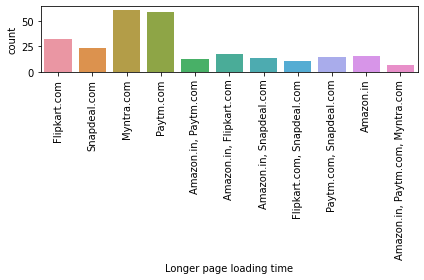 count
50
25
0
Flipkart.com
Snapdeal.com
Myntra.com
Paytm.com
Amazon.in, Paytm.com
Amazon.in, Flipkart.com
Amazon.in, Snapdeal.com
Flipkart.com, Snapdeal.com
Paytm.com, Snapdeal.com
Amazon.in
Amazon.in, Paytm.com, Myntra.com
Longer page loading time